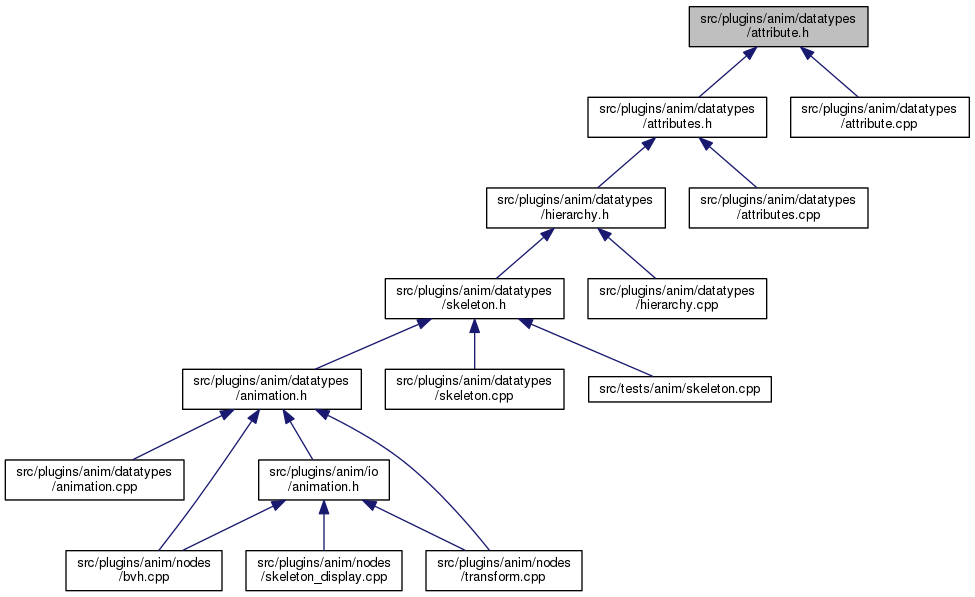 src/plugins/anim/datatypes
/attribute.h
src/plugins/anim/datatypes
/attributes.h
src/plugins/anim/datatypes
/attribute.cpp
src/plugins/anim/datatypes
/hierarchy.h
src/plugins/anim/datatypes
/attributes.cpp
src/plugins/anim/datatypes
/skeleton.h
src/plugins/anim/datatypes
/hierarchy.cpp
src/plugins/anim/datatypes
/animation.h
src/plugins/anim/datatypes
/skeleton.cpp
src/tests/anim/skeleton.cpp
src/plugins/anim/datatypes
/animation.cpp
src/plugins/anim/io
/animation.h
src/plugins/anim/nodes
/bvh.cpp
src/plugins/anim/nodes
/skeleton_display.cpp
src/plugins/anim/nodes
/transform.cpp